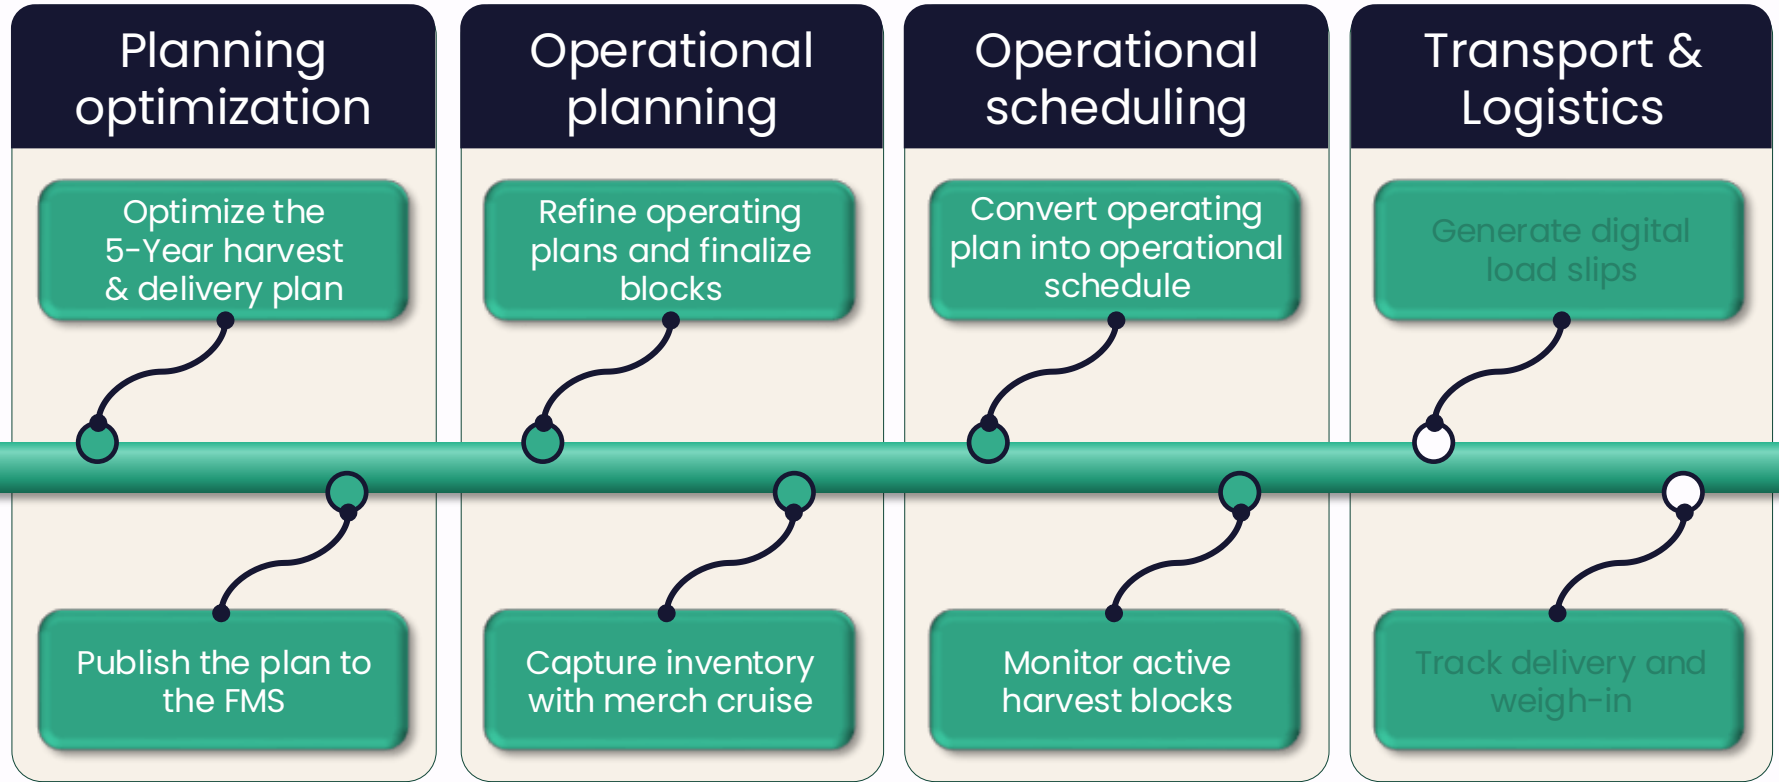 Planning
optimization
Operational
planning
Operational
scheduling
Transport &
Logistics
Optimize the
5-Year harvest
& delivery plan
Refine operating
plans and finalize
blocks
Convert operating
plan into operational
schedule
Generate digital
load slips
Publish the plan to
the FMS
Capture inventory
with merch cruise
Monitor active
harvest blocks
Track delivery and
weigh-in